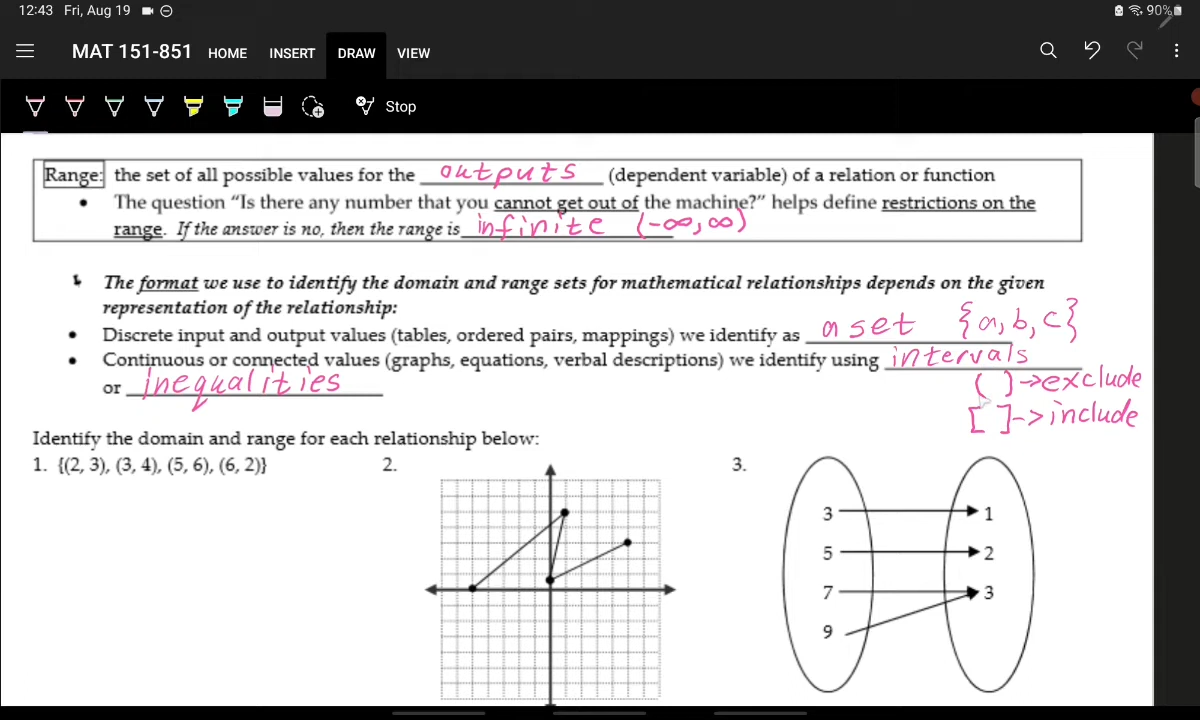 12:43 Fri, Aug 19 90%
MAT 151-851 HOME INSERT DRAW VIEW
Stop
Range: the set of all possible values for the outputs (dependent variable) of a relation or function
• The question “Is there any number that you cannot get out of the machine?” helps define restrictions on the
range. If the answer is no, then the range is infinite (-∞,∞)
The format we use to identify the domain and range sets for mathematical relationships depends on the given
representation of the relationship:
• Discrete input and output values (tables, ordered pairs, mappings) we identify as a set {a,b,c}
• Continuous or connected values (graphs, equations, verbal descriptions) we identify using intervals
or inequalities
( ) → exclude
[ ] -> include
Identify the domain and range for each relationship below:
1. {(2, 3), (3, 4), (5, 6), (6, 2)} 2. 3.
3 1
5 2
7 3
9